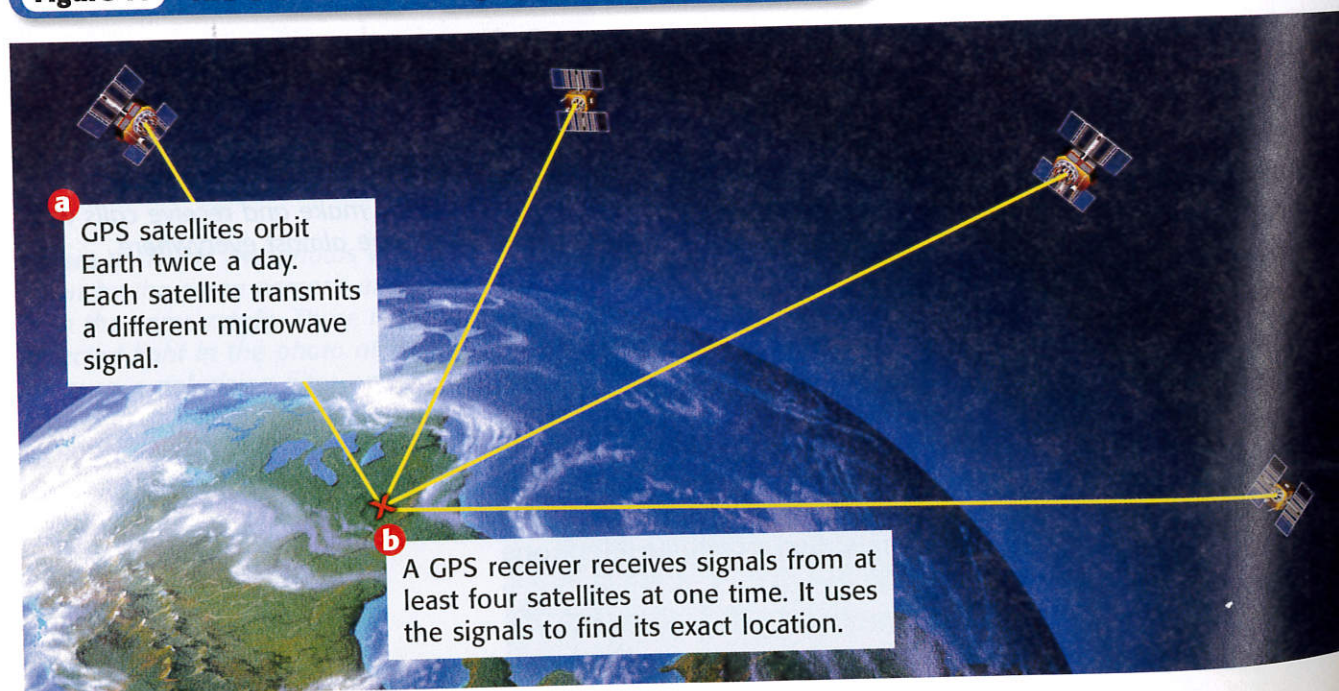 a
GPS satellites orbit
Earth twice a day.
Each satellite transmits
a different microwave
signal.
b
A GPS receiver receives signals from at
least four satellites at one time. It uses
the signals to find its exact location.